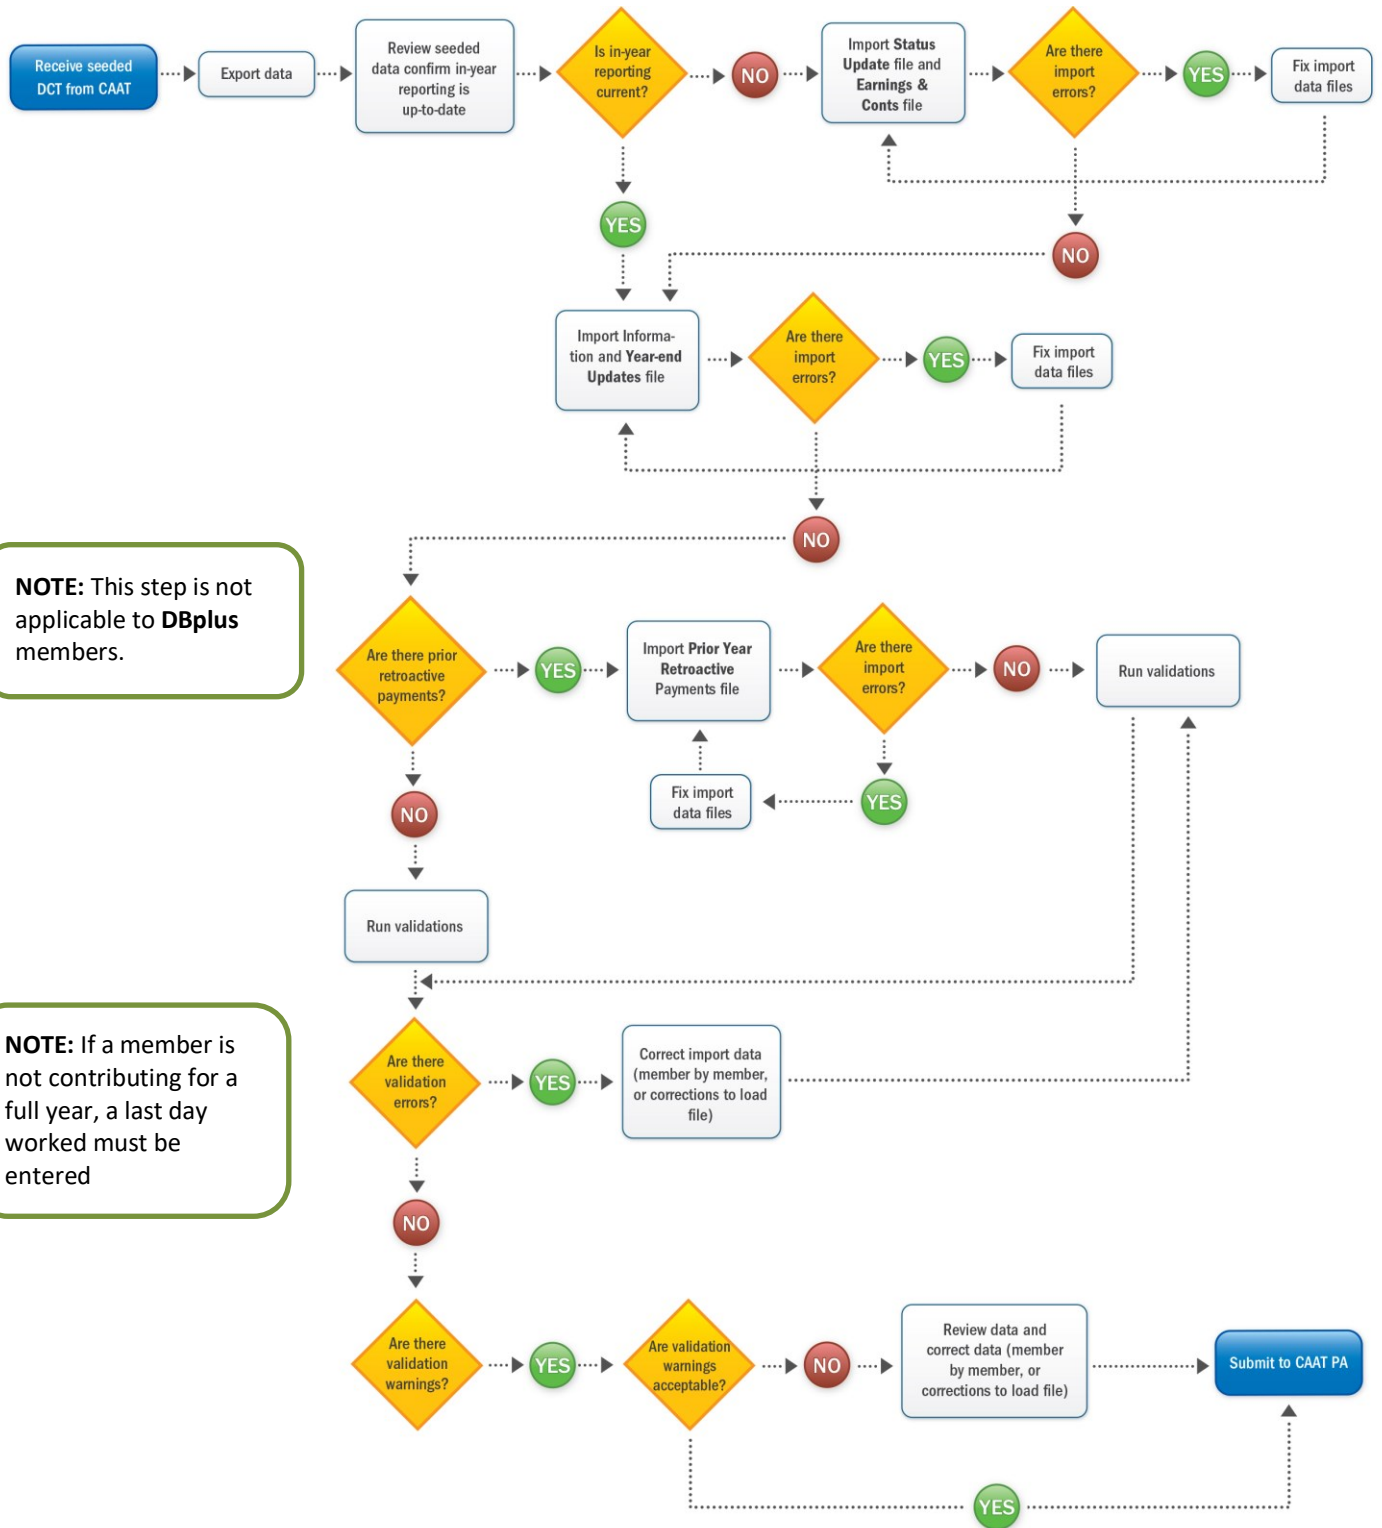 Receive seeded
DCT from CAAT
Export data
Review seeded
data confirm in-year
reporting is
up-to-date
Is in-year
reporting
current?
NO
Import Status
Update file and
Earnings &
Conts file
Are there
import
errors?
YES
Fix import
data files
YES
NO
Import Informa-
tion and Year-end
Updates file
Are there
import
errors?
YES
Fix import
data files
NO
NOTE: This step is not
applicable to DBplus
members.
Are there prior
retroactive
payments?
YES
Import Prior Year
Retroactive
Payments file
Are there
import
errors?
NO
Run validations
Fix import
data files
YES
NO
Run validations
NOTE: If a member is
not contributing for a
full year, a last day
worked must be
entered
Are there
validation
errors?
YES
Correct import data
(member by member,
or corrections to load
file)
NO
Are there
validation
warnings?
YES
Are validation
warnings
acceptable?
NO
Review data and
correct data (member
by member, or
corrections to load file)
Submit to CAAT PA
YES